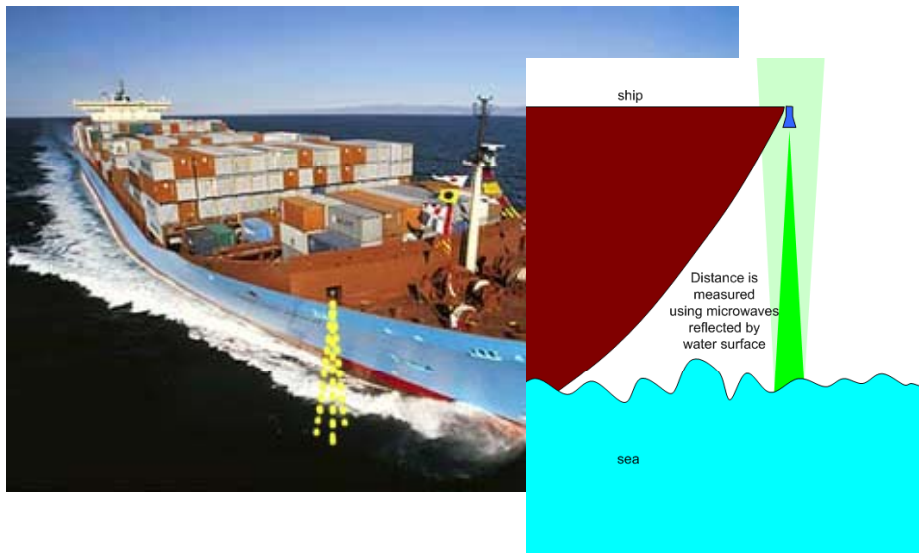 ship
Distance is
measured
using microwaves
reflected by
water surface
sea